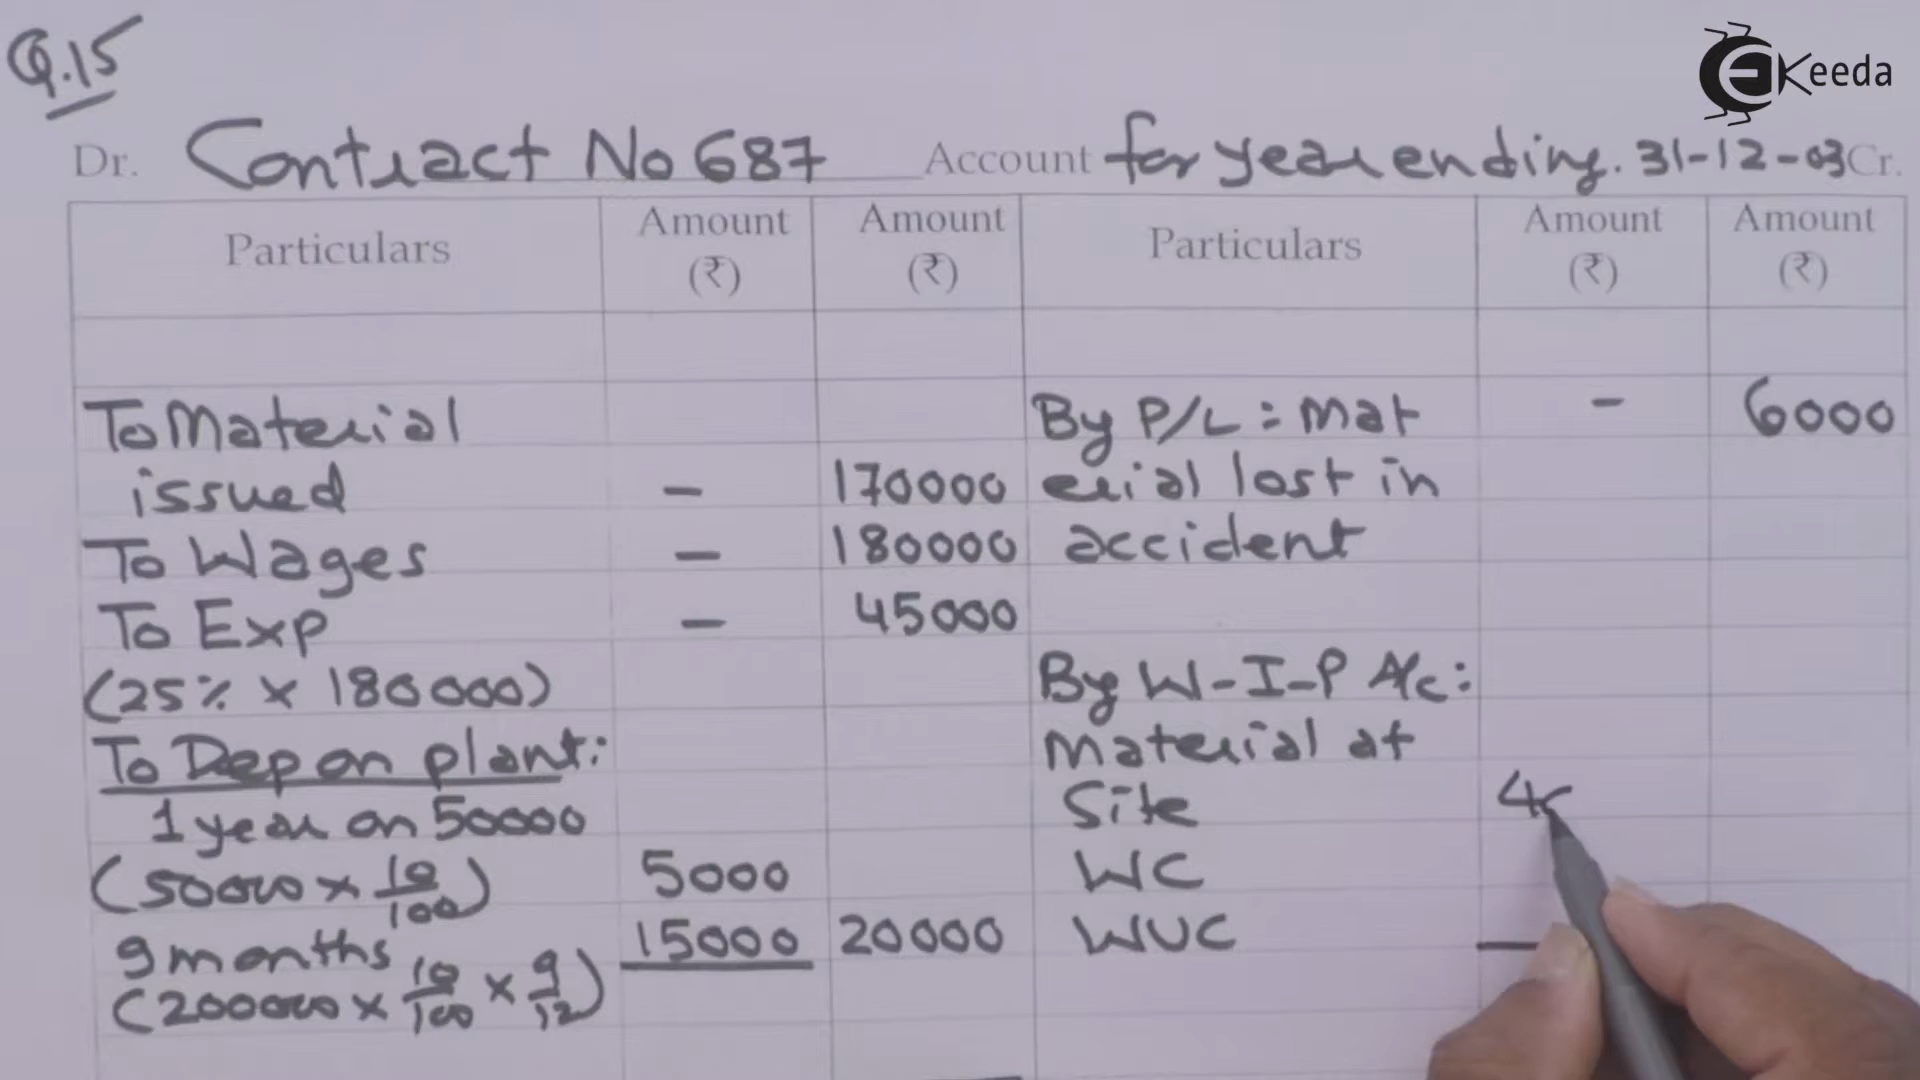 Q.15
Keeda
Dr. Contract No 687 Account for year ending. 31-12-03 Cr.
Particulars Amount (₹) Amount (₹) Particulars Amount (₹) Amount (₹)
To Material By P/L : mat - 6000
issued - 170000 erial lost in
To Wages - 180000 accident
To Exp - 45000
(25% × 180000) By W-I-P A/c:
To Dep on plant: Material at
1 year on 50000 Site
(50000 × 10/100) 5000 WC
9 months 15000 20000 WUC
(200000 × 10/100 × 9/12)